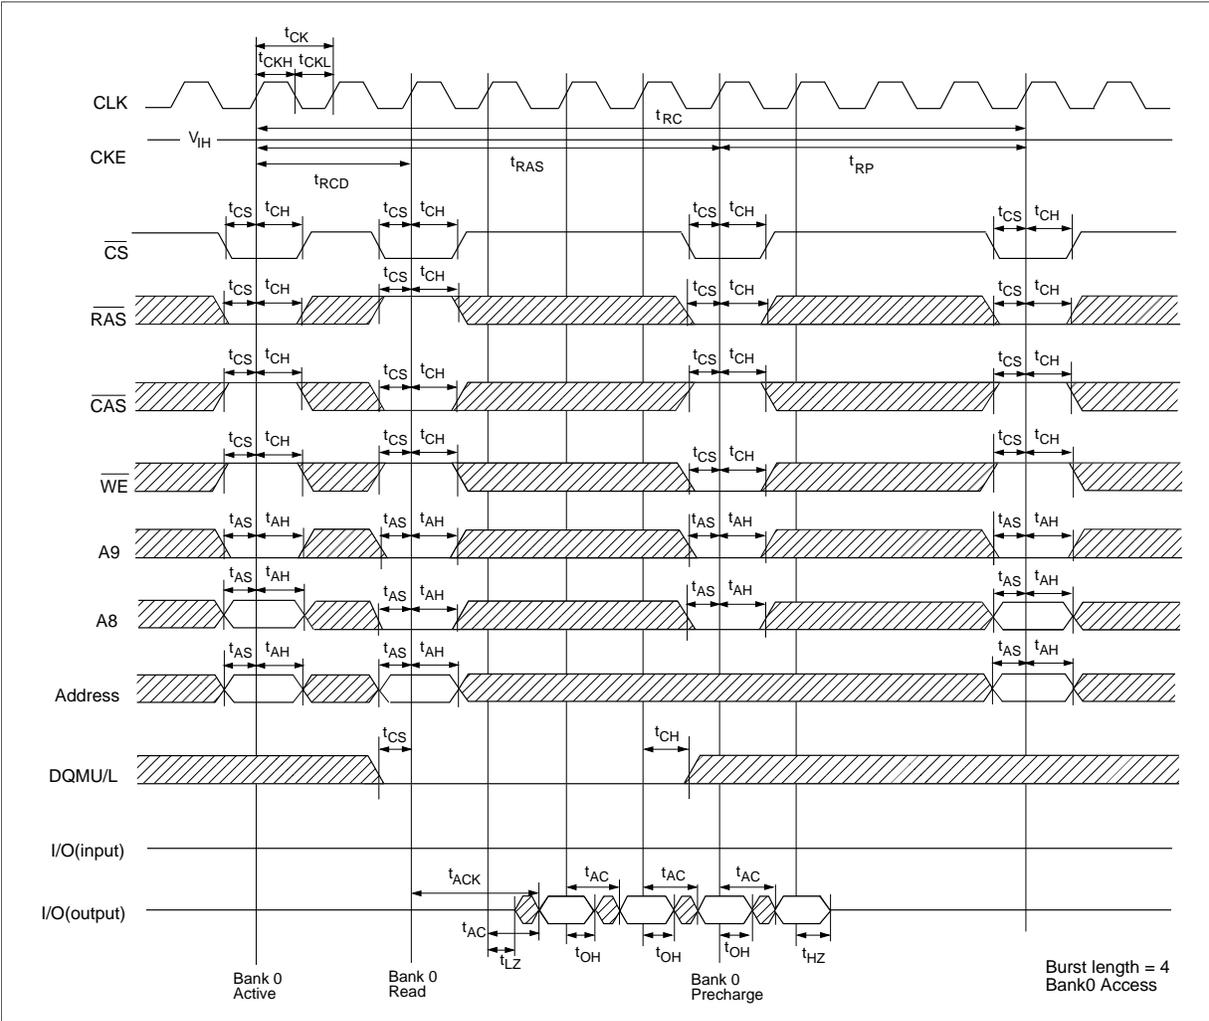 tCK
tCKH tCKL
CLK
tRC
VIH
CKE
tRAS tRP
tRCD
tCS tCH tCS tCH tCS tCH tCS tCH
CS
tCS tCH tCS tCH tCS tCH tCS tCH
RAS
tCS tCH tCS tCH tCS tCH tCS tCH
CAS
tCS tCH tCS tCH tCS tCH tCS tCH
WE
tAS tAH tAS tAH tAS tAH tAS tAH
A9
tAS tAH tAS tAH tAS tAH tAS tAH
A8
tAS tAH tAS tAH tAS tAH
Address
tCS tCH
DQMU/L
I/O(input)
tACK tAC tAC tAC
I/O(output)
tAC
tLZ tOH tOH tOH tHZ
Bank 0
Active
Bank 0
Read
Bank 0
Precharge
Burst length = 4
Bank0 Access